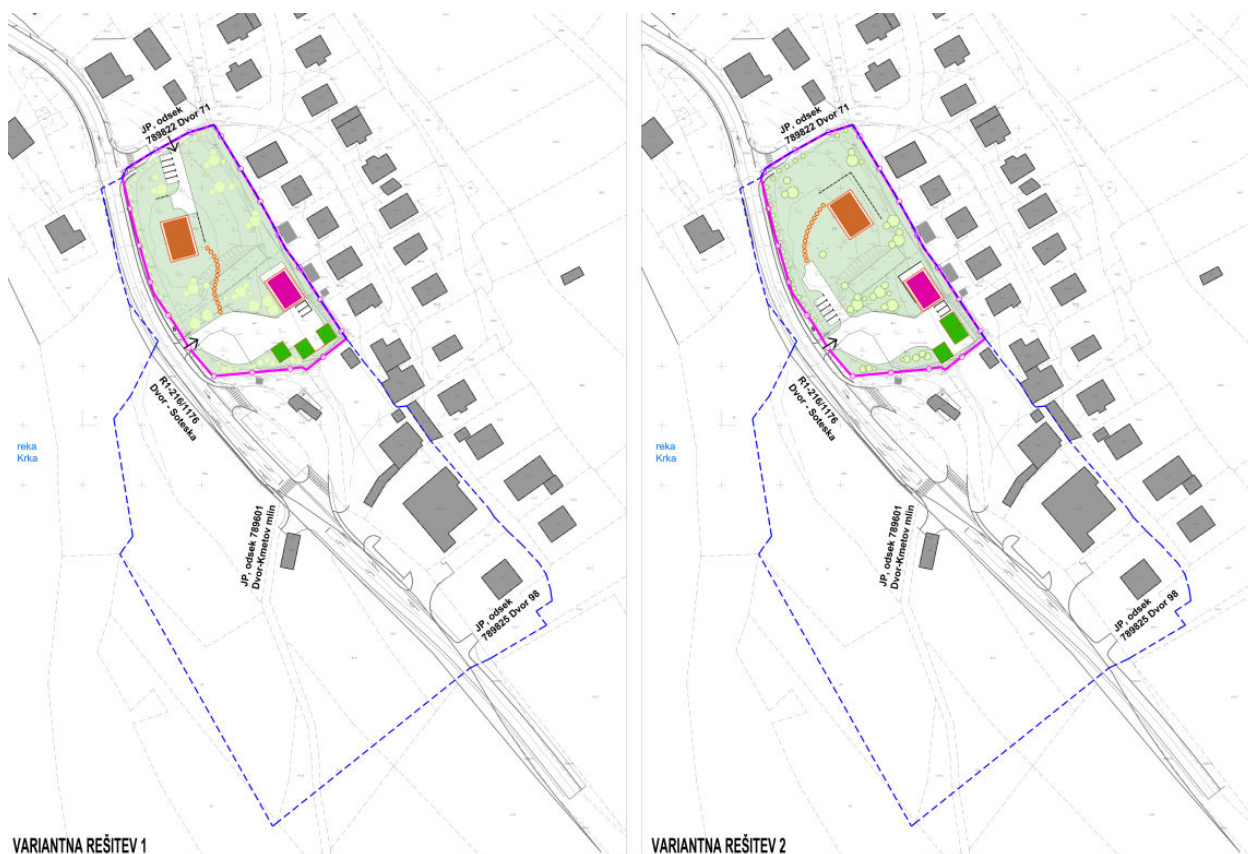 JP, odsek
789822 Dvor 71
R1-216/1176
Dvor - Soteska
reka
Krka
JP, odsek 789601
Dvor-Kmetov mlin
JP, odsek
789825 Dvor 98
VARIANTNA REŠITEV 1
JP, odsek
789822 Dvor 71
R1-216/1176
Dvor - Soteska
reka
Krka
JP, odsek 789601
Dvor-Kmetov mlin
JP, odsek
789825 Dvor 98
VARIANTNA REŠITEV 2